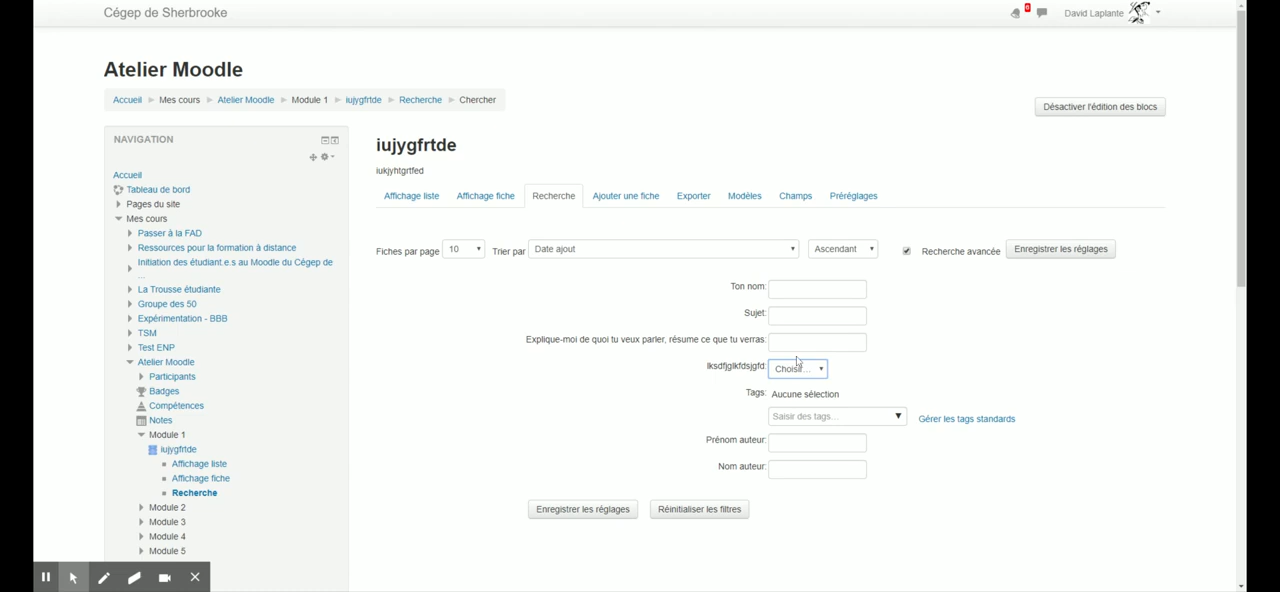 Cégep de Sherbrooke
6
David Laplante
Atelier Moodle
Accueil Mes cours Atelier Moodle Module 1 iujygfrtde Recherche Chercher
Désactiver l'édition des blocs
NAVIGATION
Accueil
Tableau de bord
Pages du site
Mes cours
Passer à la FAD
Ressources pour la formation à distance
Initiation des étudiant.e.s au Moodle du Cégep de
...
La Trousse étudiante
Groupe des 50
Expérimentation - BBB
TSM
Test ENP
Atelier Moodle
Participants
Badges
Compétences
Notes
Module 1
iujygfrtde
Affichage liste
Affichage fiche
Recherche
Module 2
Module 3
Module 4
Module 5
iujygfrtde
iukjyhtgrtfed
Affichage liste Affichage fiche Recherche Ajouter une fiche Exporter Modèles Champs Préréglages
Fiches par page 10 Trier par Date ajout Ascendant Recherche avancée Enregistrer les réglages
Ton nom:
Sujet:
Explique-moi de quoi tu veux parler, résume ce que tu verras:
lksdfjglkfdsjgfd: Choisir...
Tags: Aucune sélection
Saisir des tags... Gérer les tags standards
Prénom auteur:
Nom auteur:
Enregistrer les réglages Réinitialiser les filtres